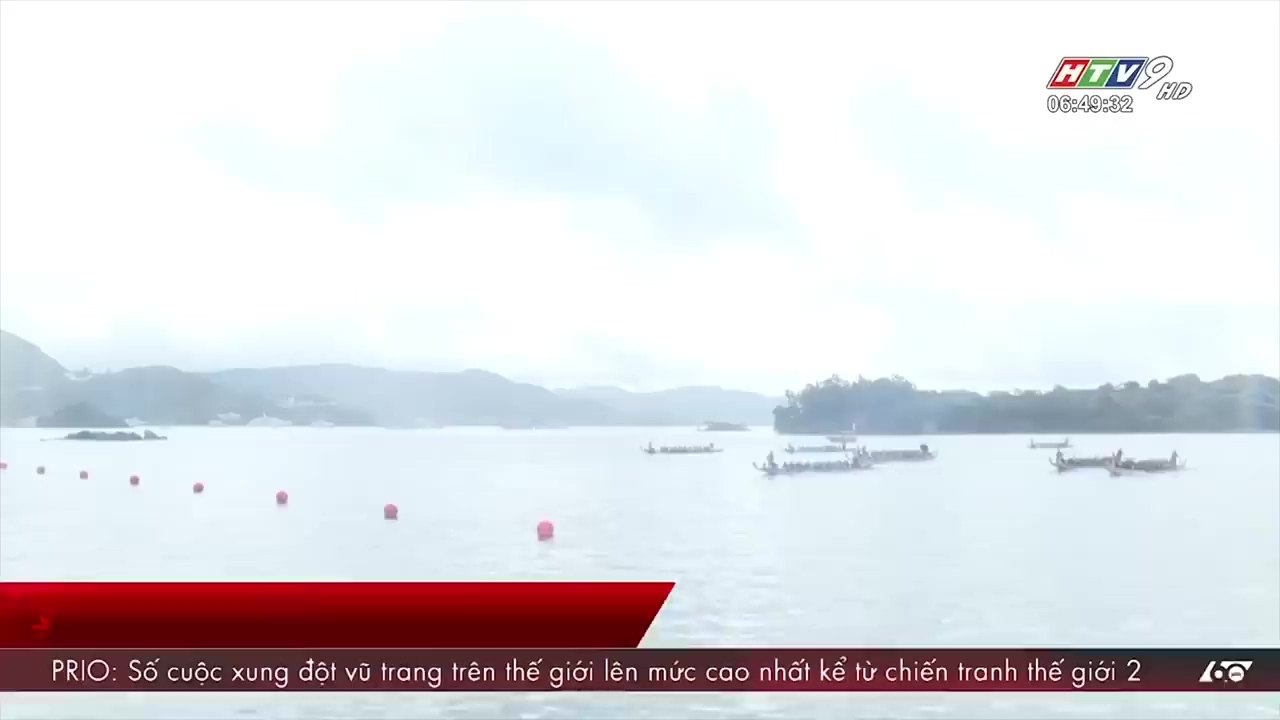 HTV9 HD
06:49:32
PRIO: Số cuộc xung đột vũ trang trên thế giới lên mức cao nhất kể từ chiến tranh thế giới 2